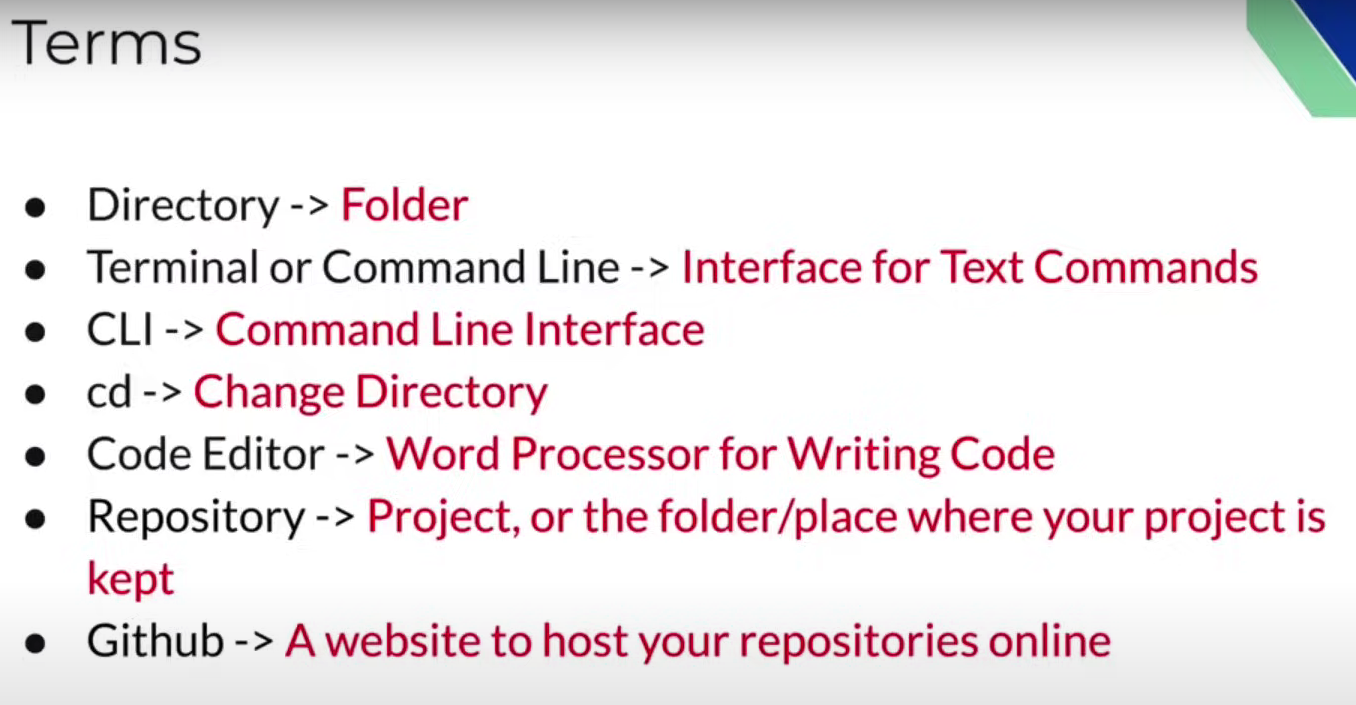 Terms
● Directory -> Folder
● Terminal or Command Line -> Interface for Text Commands
● CLI -> Command Line Interface
● cd -> Change Directory
● Code Editor -> Word Processor for Writing Code
● Repository -> Project, or the folder/place where your project is
kept
● Github -> A website to host your repositories online